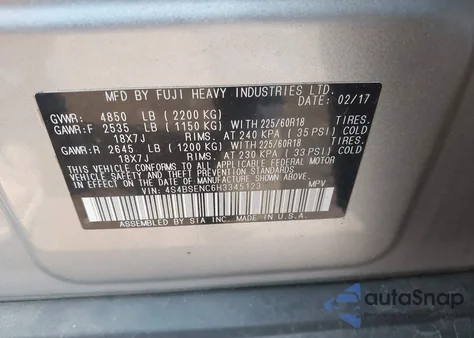 MFD BY FUJI HEAVY INDUSTRIES LTD.
DATE: 02/17
GVWR: 4850 LB (2200 KG)
GAWR:F 2535 LB (1150 KG) WITH 225/60R18 TIRES.
18X7J RIMS. AT 240 KPA ( 35 PSI) COLD
GAWR:R 2645 LB (1200 KG) WITH 225/60R18 TIRES.
18X7J RIMS. AT 230 KPA ( 33 PSI) COLD
THIS VEHICLE CONFORMS TO ALL APPLICABLE FEDERAL MOTOR
VEHICLE SAFETY AND THEFT PREVENTION STANDARDS IN
EFFECT ON THE DATE OF MANUFACTURE SHOWN ABOVE.
VIN: 4S4BSENC6H3345123 MPV
ASSEMBLED BY SIA INC. MADE IN U.S.A.
autoSnap